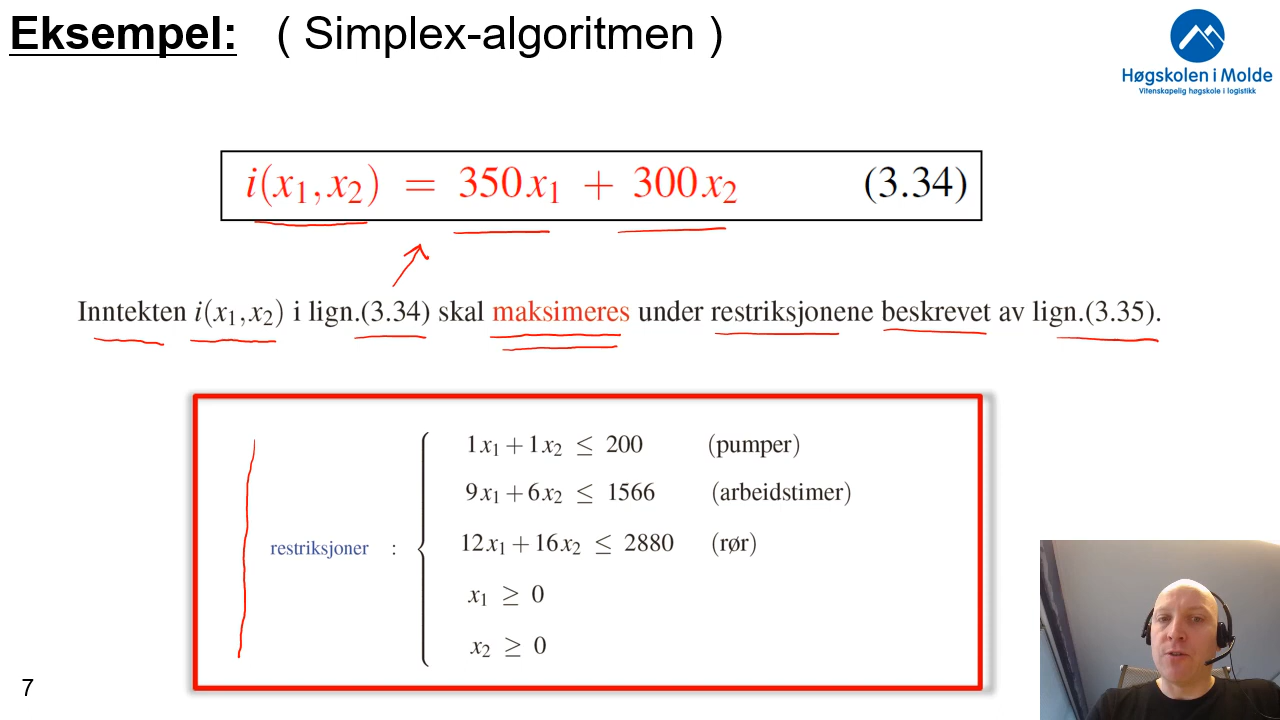 Eksempel: ( Simplex-algoritmen )
Høgskolen i Molde
Vitenskapelig høgskole i logistikk
i(x₁,x₂) = 350x₁ + 300x₂ (3.34)
Inntekten i(x₁,x₂) i lign.(3.34) skal maksimeres under restriksjonene beskrevet av lign.(3.35).
1x₁ + 1x₂ ≤ 200 (pumper)
9x₁ + 6x₂ ≤ 1566 (arbeidstimer)
12x₁ + 16x₂ ≤ 2880 (rør)
restriksjoner :
x₁ ≥ 0
x₂ ≥ 0
7